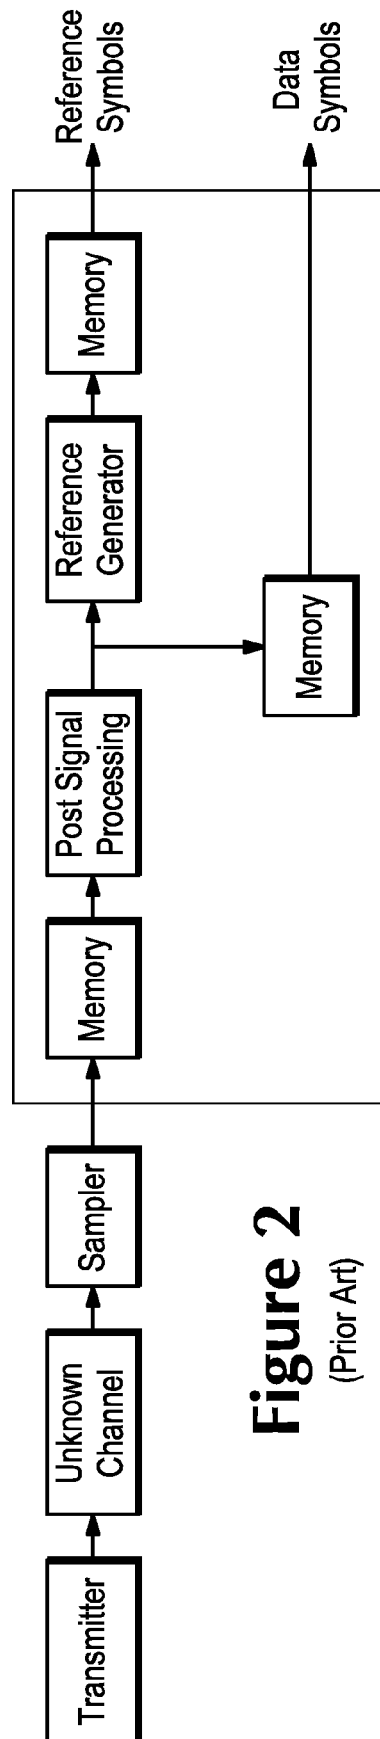 Transmitter
Unknown
Channel
Sampler
Memory
Post Signal
Processing
Reference
Generator
Memory
Reference
Symbols
Memory
Data
Symbols
Figure 2
(Prior Art)